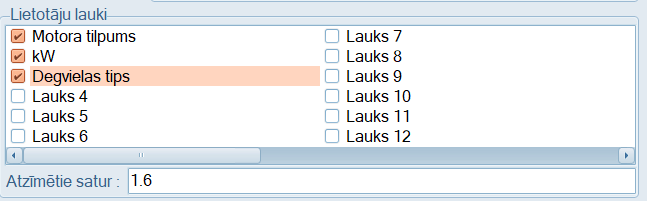 Lietotāju lauki
Motora tilpums
kW
Degvielas tips
Lauks 4
Lauks 5
Lauks 6
Lauks 7
Lauks 8
Lauks 9
Lauks 10
Lauks 11
Lauks 12
Atzīmētie satur : 1.6